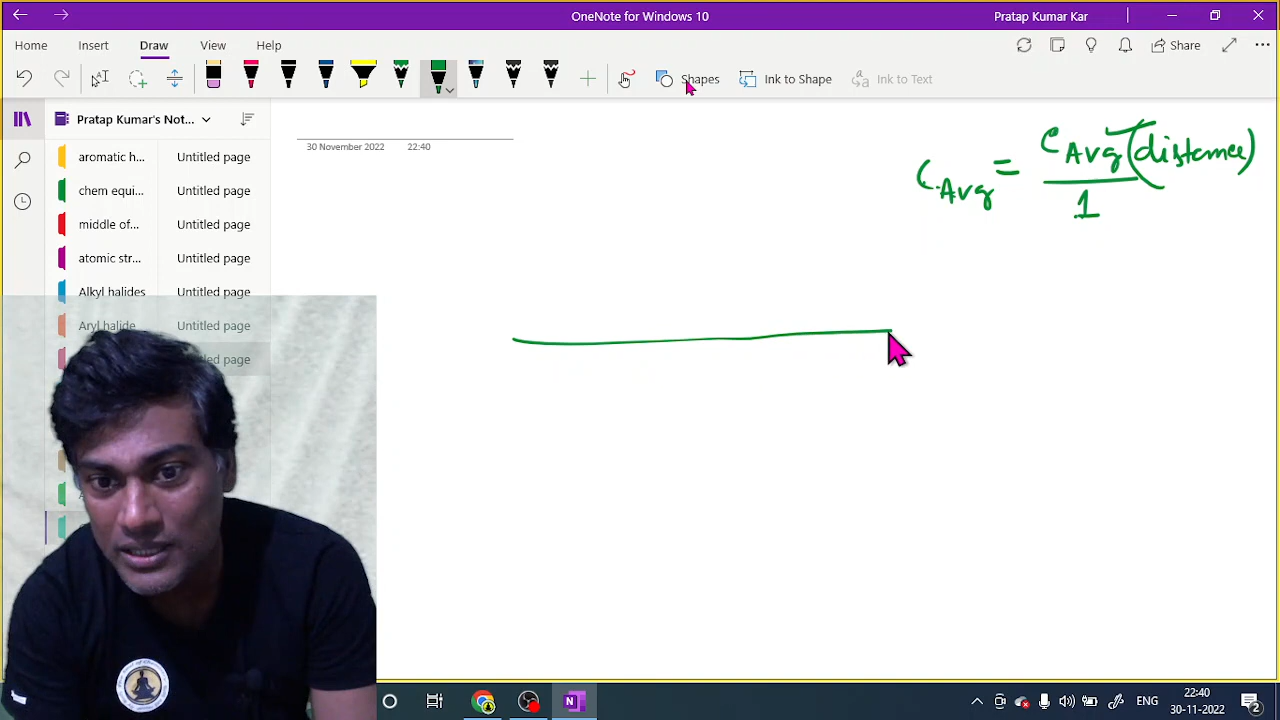 OneNote for Windows 10
Pratap Kumar Kar
Home Insert Draw View Help
Share
Shapes
Ink to Shape
Ink to Text
Pratap Kumar's Not...
30 November 2022 22:40
aromatic h... Untitled page
chem equi... Untitled page
middle of... Untitled page
atomic str... Untitled page
Alkyl halides Untitled page
Aryl halide Untitled page
ed page
CAvg = CAvg (distance)
1
ENG
22:40
30-11-2022
2